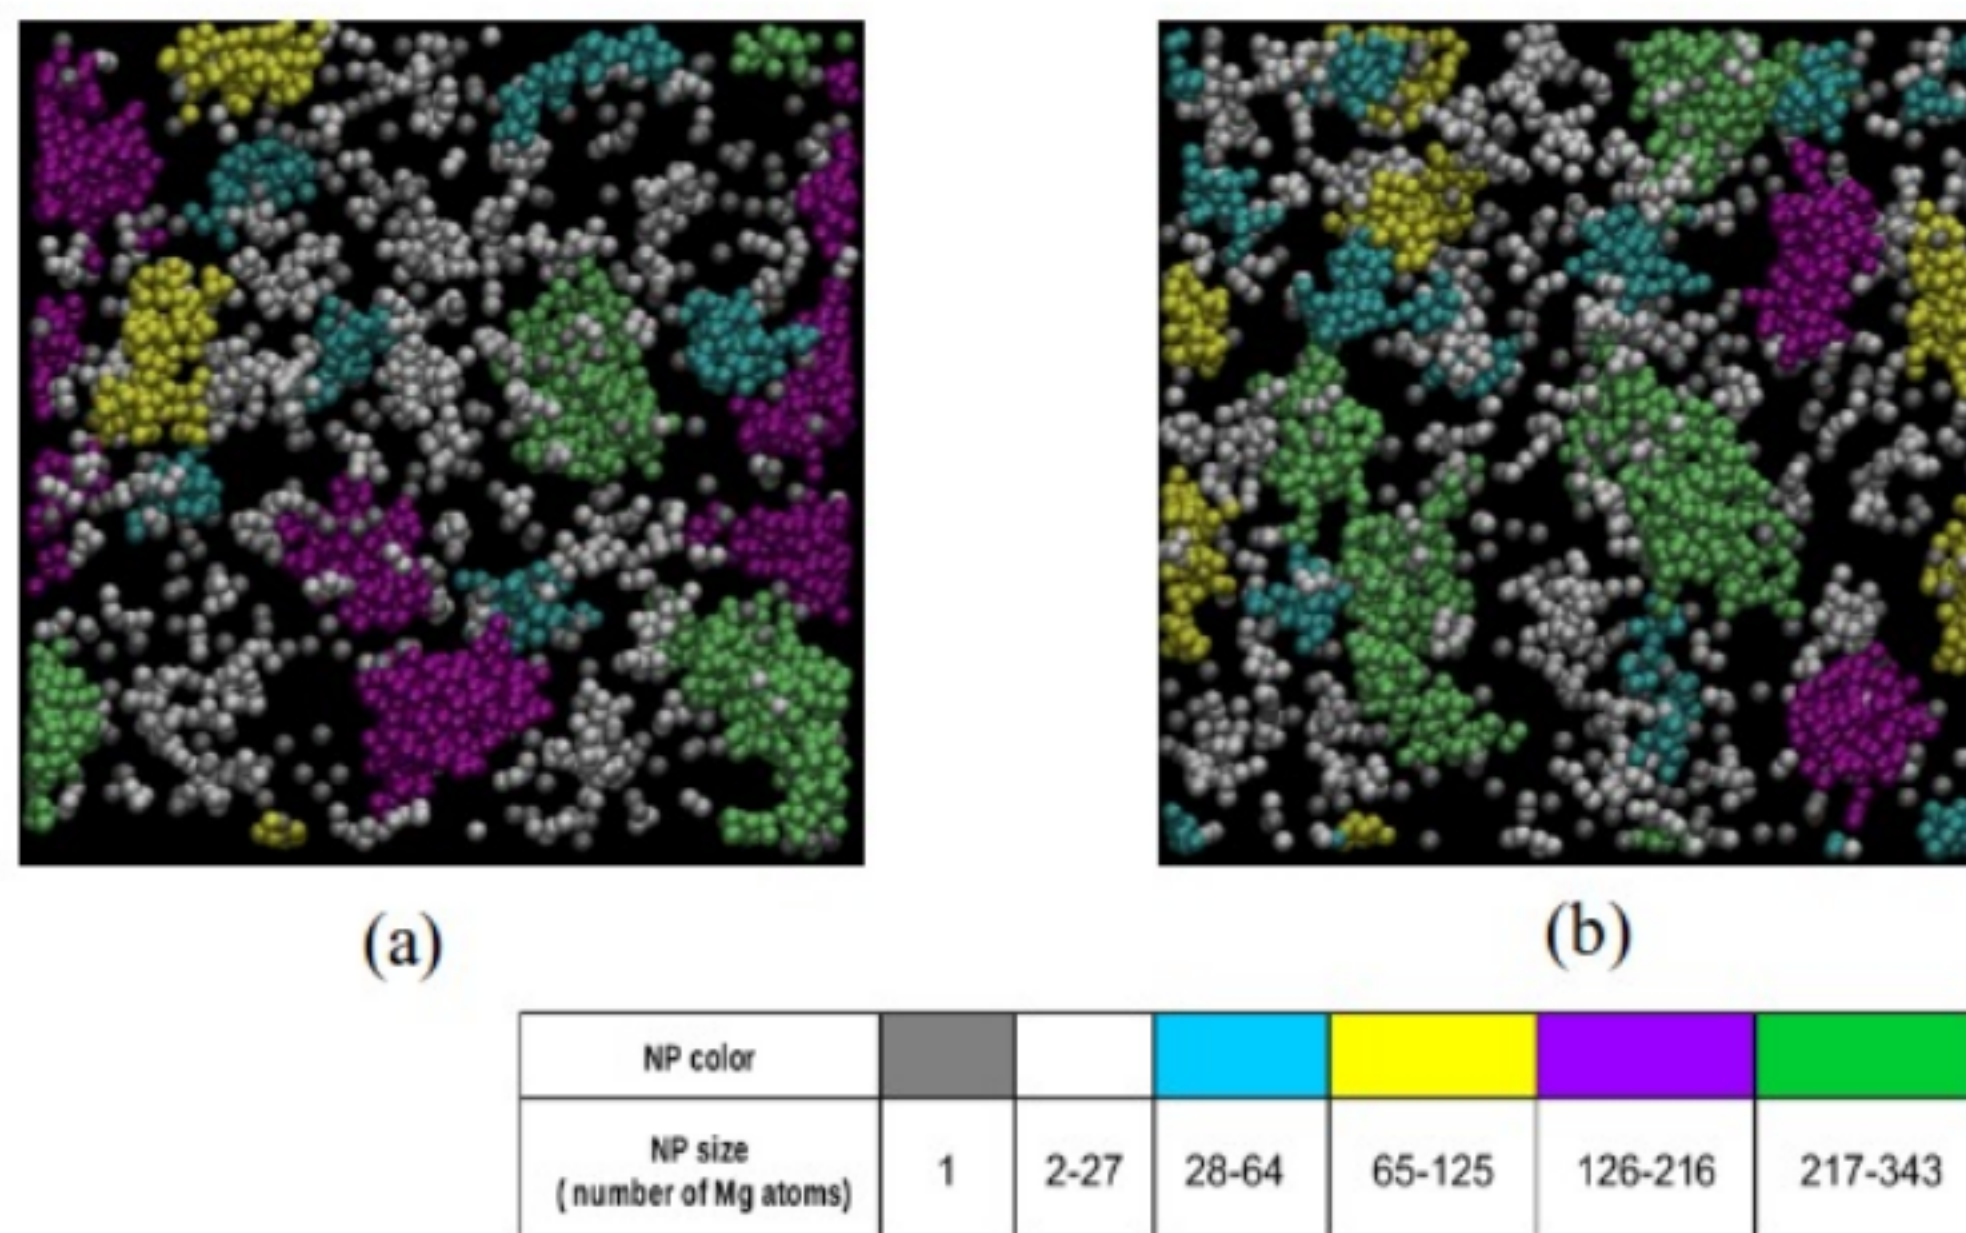 (a)
(b)
NP color
NP size
(number of Mg atoms)
1
2-27
28-64
65-125
126-216
217-343